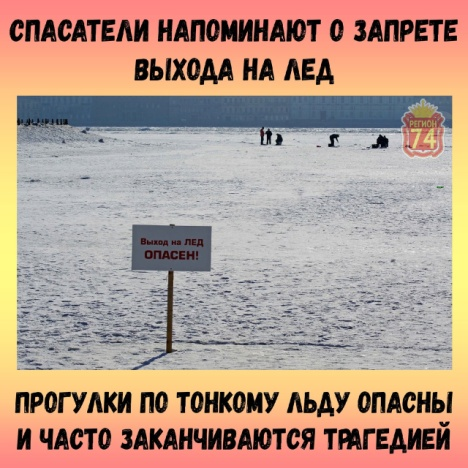 СПАСАТЕЛИ НАПОМИНАЮТ О ЗАПРЕТЕ
ВЫХОДА НА ЛЕД
РЕГИОН
74
Выход на ЛЕД
ОПАСЕН!
ПРОГУЛКИ ПО ТОНКОМУ ЛЬДУ ОПАСНЫ
И ЧАСТО ЗАКАНЧИВАЮТСЯ ТРАГЕДИЕЙ